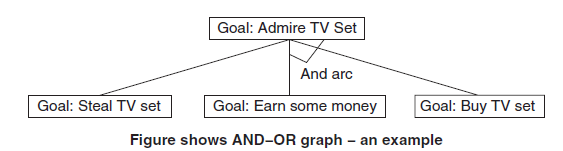 Goal: Admire TV Set
And arc
Goal: Steal TV set
Goal: Earn some money
Goal: Buy TV set
Figure shows AND–OR graph – an example